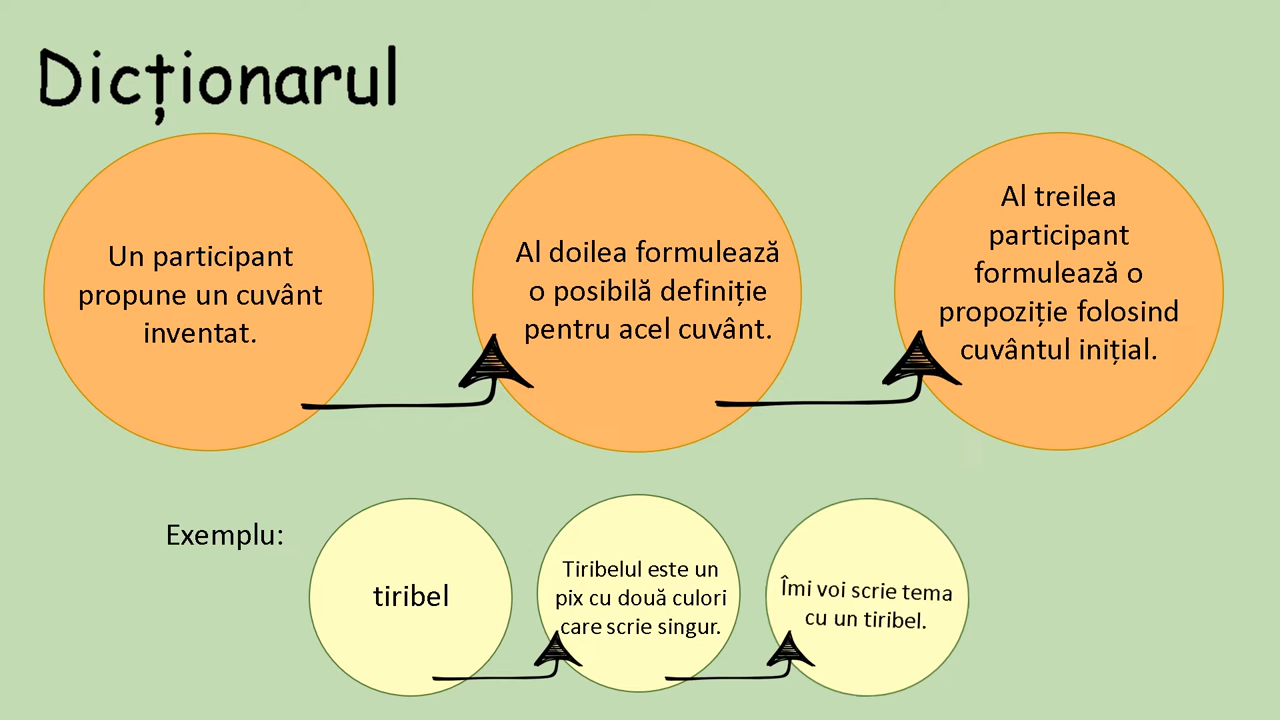 Dicționarul
Un participant
propune un cuvânt
inventat.
Al doilea formulează
o posibilă definiție
pentru acel cuvânt.
Al treilea
participant
formulează o
propoziție folosind
cuvântul inițial.
Exemplu:
tiribel
Tiribelul este un
pix cu două culori
care scrie singur.
Îmi voi scrie tema
cu un tiribel.